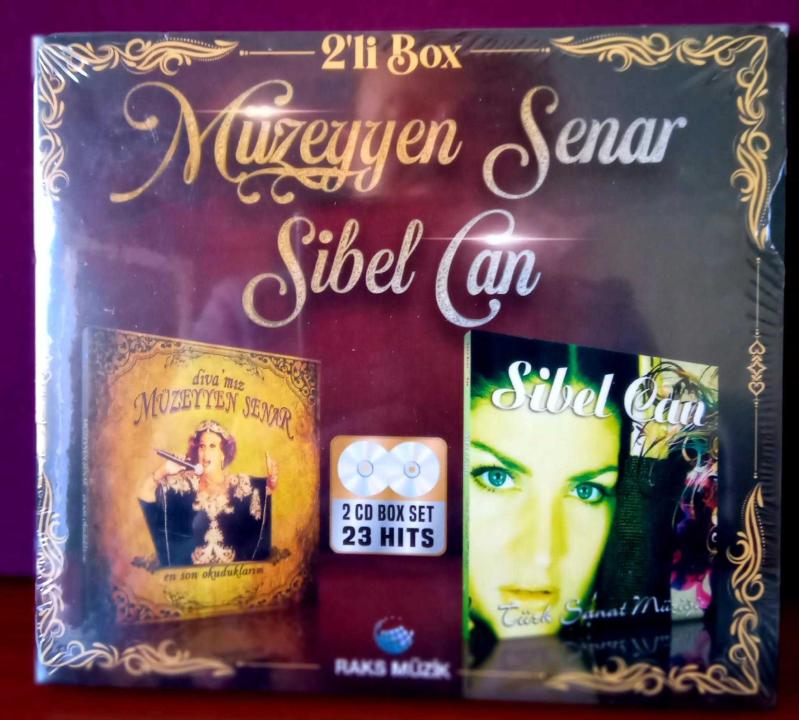 2'li Box
Müzeyyen Senar
Sibel Can
diva'mız
MÜZEYYEN SENAR
en son okuduklarım
2 CD BOX SET
23 HITS
Sibel Can
Türk Sanat Müziği
RAKS MÜZİK